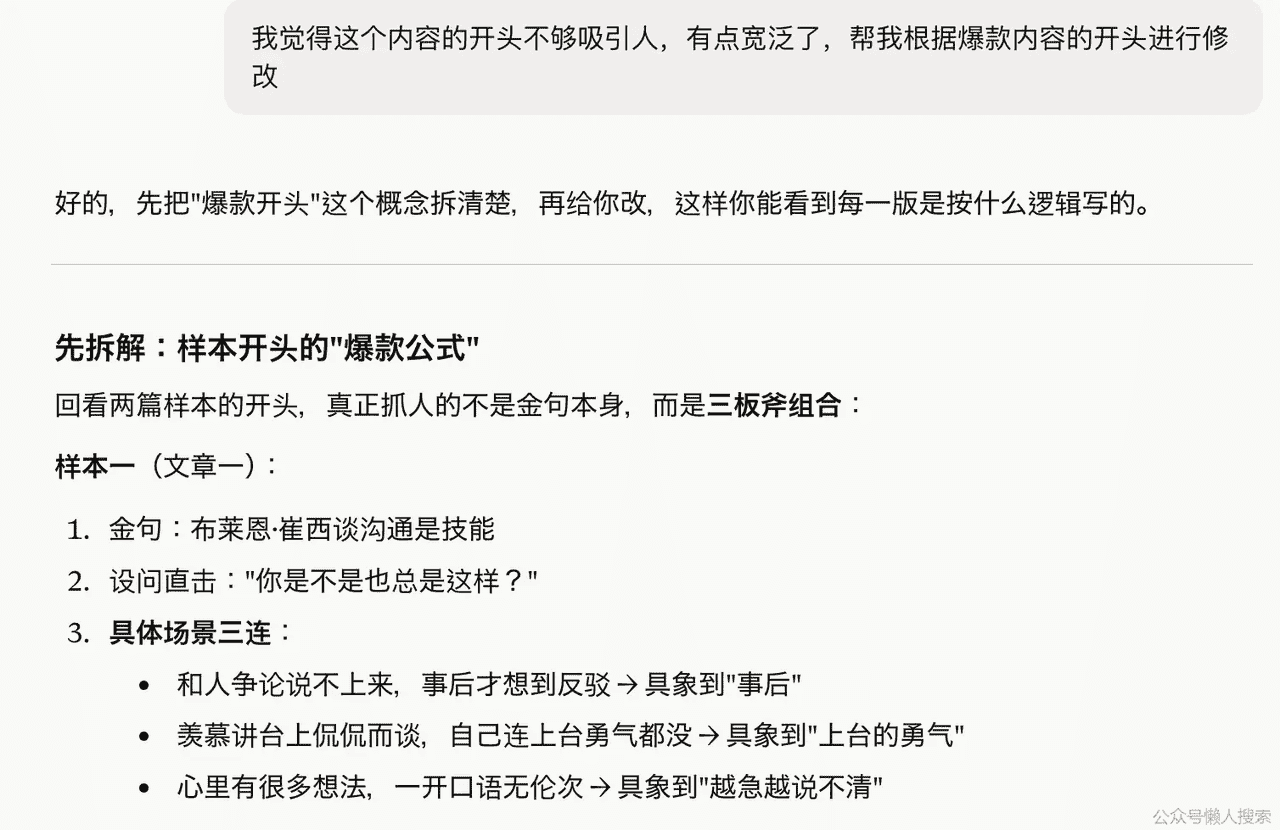 我觉得这个内容的开头不够吸引人，有点宽泛了，帮我根据爆款内容的开头进行修
改
好的，先把"爆款开头"这个概念拆清楚，再给你改，这样你能看到每一版是按什么逻辑写的。
先拆解：样本开头的"爆款公式"
回看两篇样本的开头，真正抓人的不是金句本身，而是三板斧组合：
样本一（文章一）：
1. 金句：布莱恩·崔西谈沟通是技能
2. 设问直击："你是不是也总是这样？"
3. 具体场景三连：
• 和人争论说不上来，事后才想到反驳 → 具象到"事后"
• 羡慕讲台上侃侃而谈，自己连上台勇气都没 → 具象到"上台的勇气"
• 心里有很多想法，一开口语无伦次 → 具象到"越急越说不清"
公众号懒人搜索